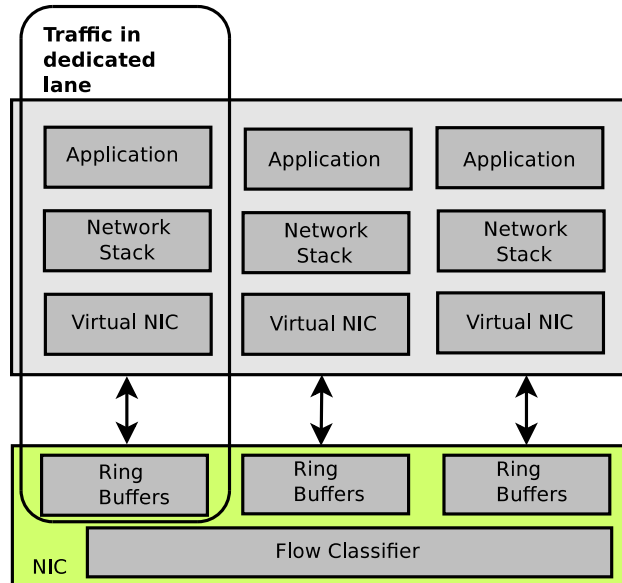 Traffic in
dedicated
lane
Application
Application
Application
Network
Stack
Network
Stack
Network
Stack
Virtual NIC
Virtual NIC
Virtual NIC
Ring
Buffers
Ring
Buffers
Ring
Buffers
Flow Classifier
NIC